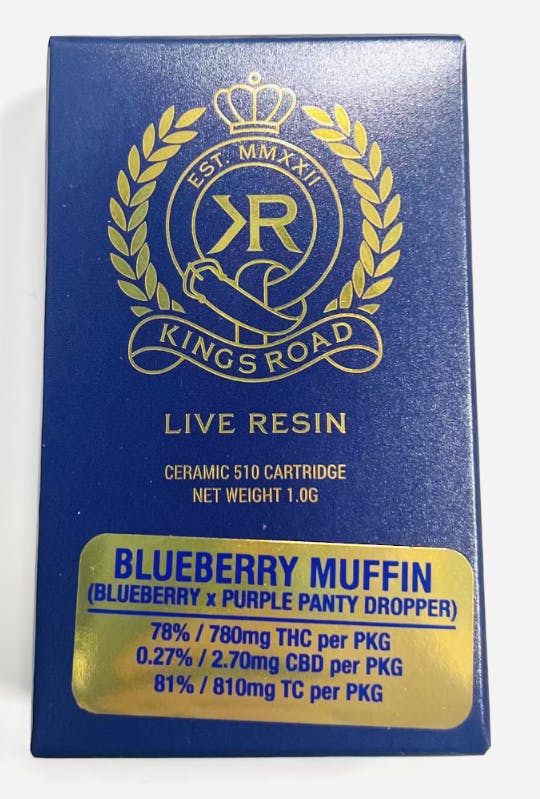 EST. MMXXII
KR
KINGS ROAD
LIVE RESIN
CERAMIC 510 CARTRIDGE
NET WEIGHT 1.0G
BLUEBERRY MUFFIN
(BLUEBERRY x PURPLE PANTY DROPPER)
78% / 780mg THC per PKG
0.27% / 2.70mg CBD per PKG
81% / 810mg TC per PKG